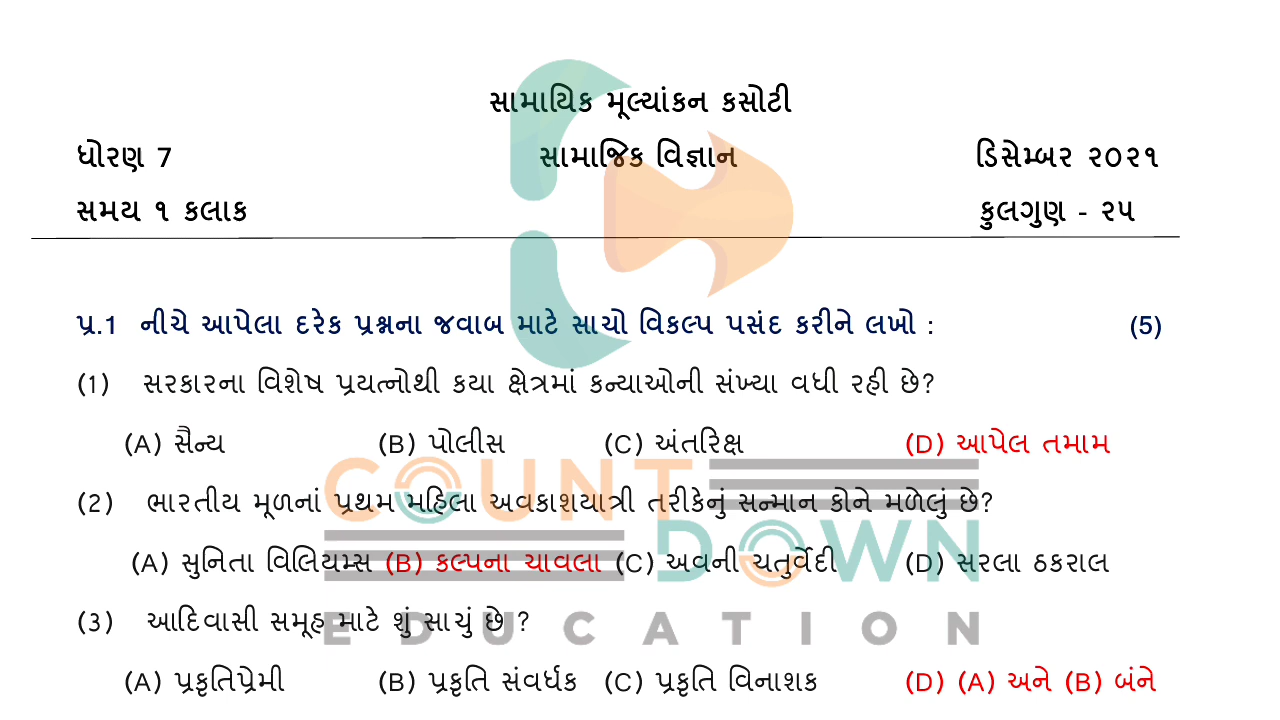 સામાયિક મૂલ્યાંકન કસોટી
ધોરણ 7 સામાજિક વિજ્ઞાન ડિસેમ્બર ૨૦૨૧
સમય ૧ કલાક કુલગુણ - ૨૫
પ્ર.1 નીચે આપેલા દરેક પ્રશ્નના જવાબ માટે સાચો વિકલ્પ પસંદ કરીને લખો : (5)
(1) સરકારના વિશેષ પ્રયત્નોથી કયા ક્ષેત્રમાં કન્યાઓની સંખ્યા વધી રહી છે?
(A) સૈન્ય (B) પોલીસ (C) અંતરિક્ષ (D) આપેલ તમામ
(2) ભારતીય મૂળનાં પ્રથમ મહિલા અવકાશયાત્રી તરીકેનું સન્માન કોને મળેલું છે?
(A) સુનિતા વિલિયમ્સ (B) કલ્પના ચાવલા (C) અવની ચતુર્વેદી (D) સરલા ઠકરાલ
(3) આદિવાસી સમૂહ માટે શું સાચું છે ?
(A) પ્રકૃતિપ્રેમી (B) પ્રકૃતિ સંવર્ધક (C) પ્રકૃતિ વિનાશક (D) (A) અને (B) બંને
COUNT
DOWN
EDUCATION